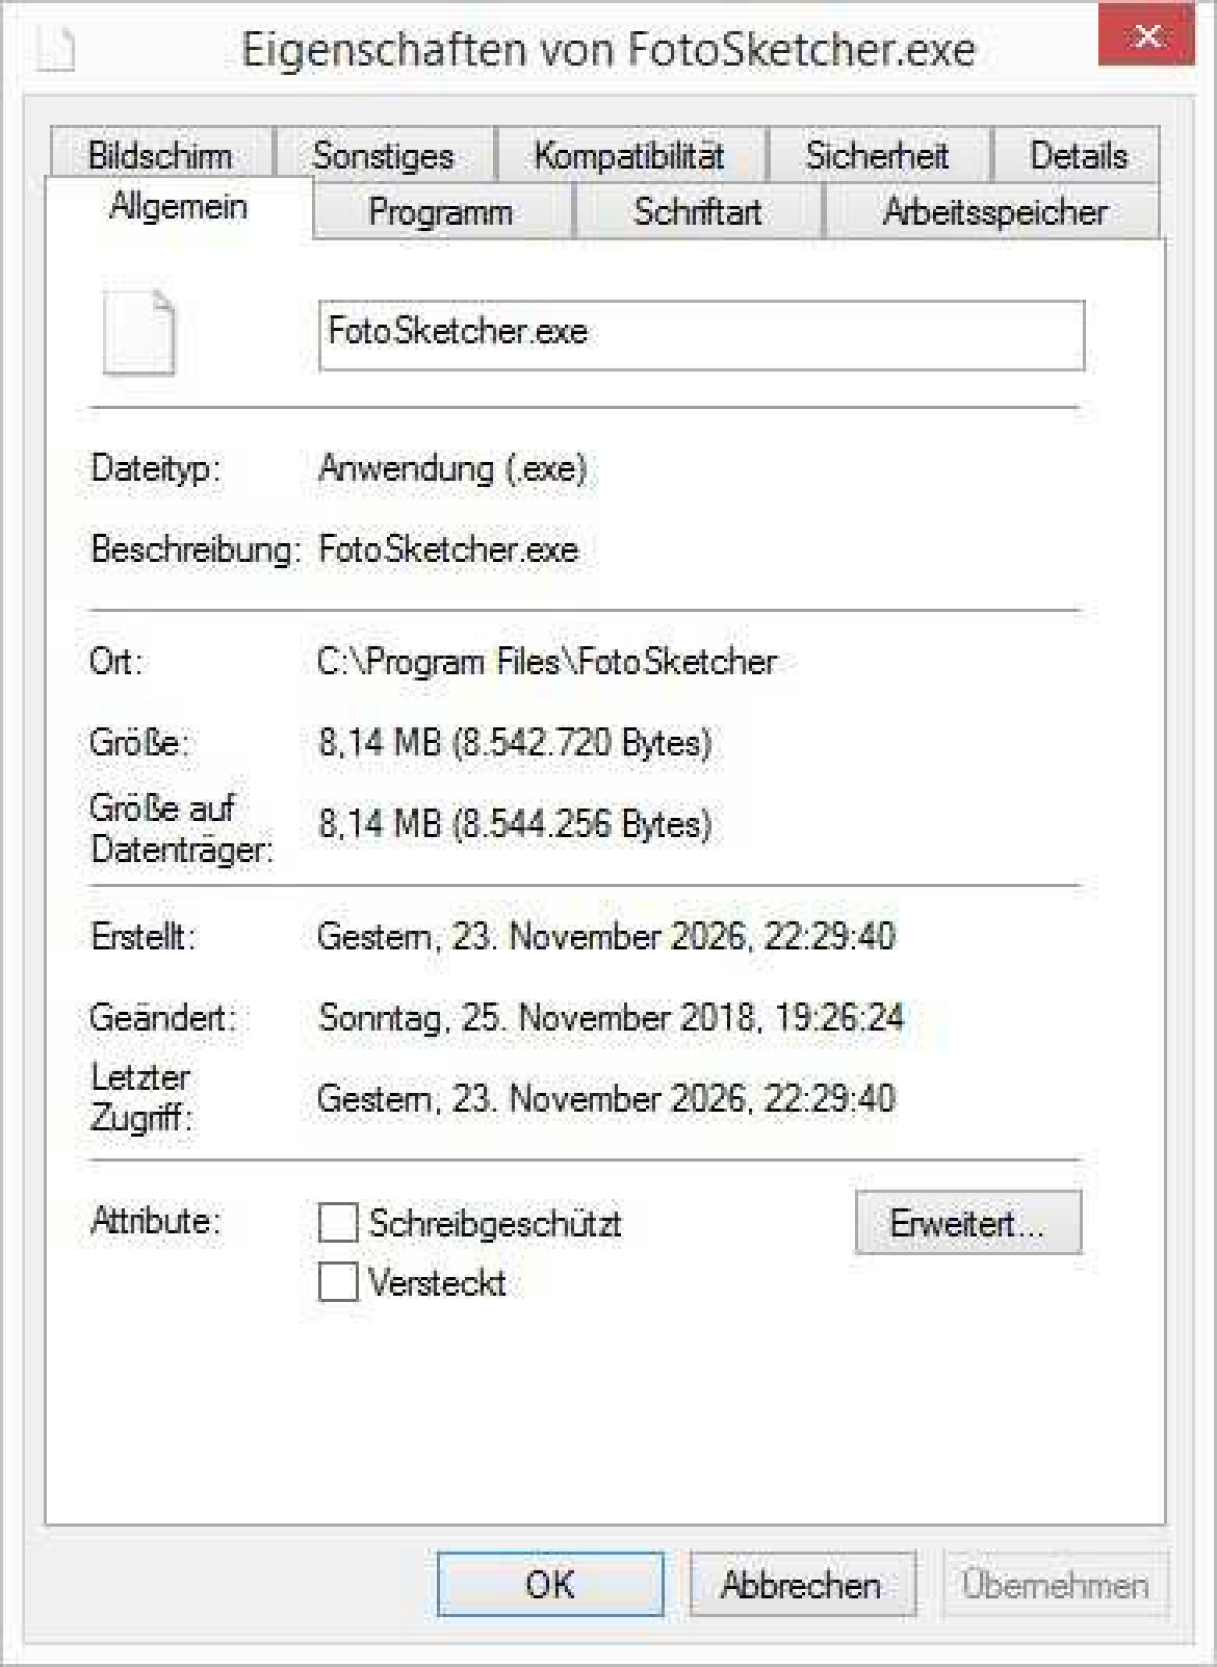 Eigenschaften von FotoSketcher.exe
Bildschirm Sonstiges Kompatibilität Sicherheit Details
Allgemein Programm Schriftart Arbeitsspeicher
FotoSketcher.exe
Dateityp: Anwendung (.exe)
Beschreibung: FotoSketcher.exe
Ort: C:\Program Files\FotoSketcher
Größe: 8,14 MB (8.542.720 Bytes)
Größe auf
Datenträger: 8,14 MB (8.544.256 Bytes)
Erstellt: Gestern, 23. November 2026, 22:29:40
Geändert: Sonntag, 25. November 2018, 19:26:24
Letzter
Zugriff: Gestern, 23. November 2026, 22:29:40
Attribute: Schreibgeschützt Erweitert...
Versteckt
OK Abbrechen Übernehmen